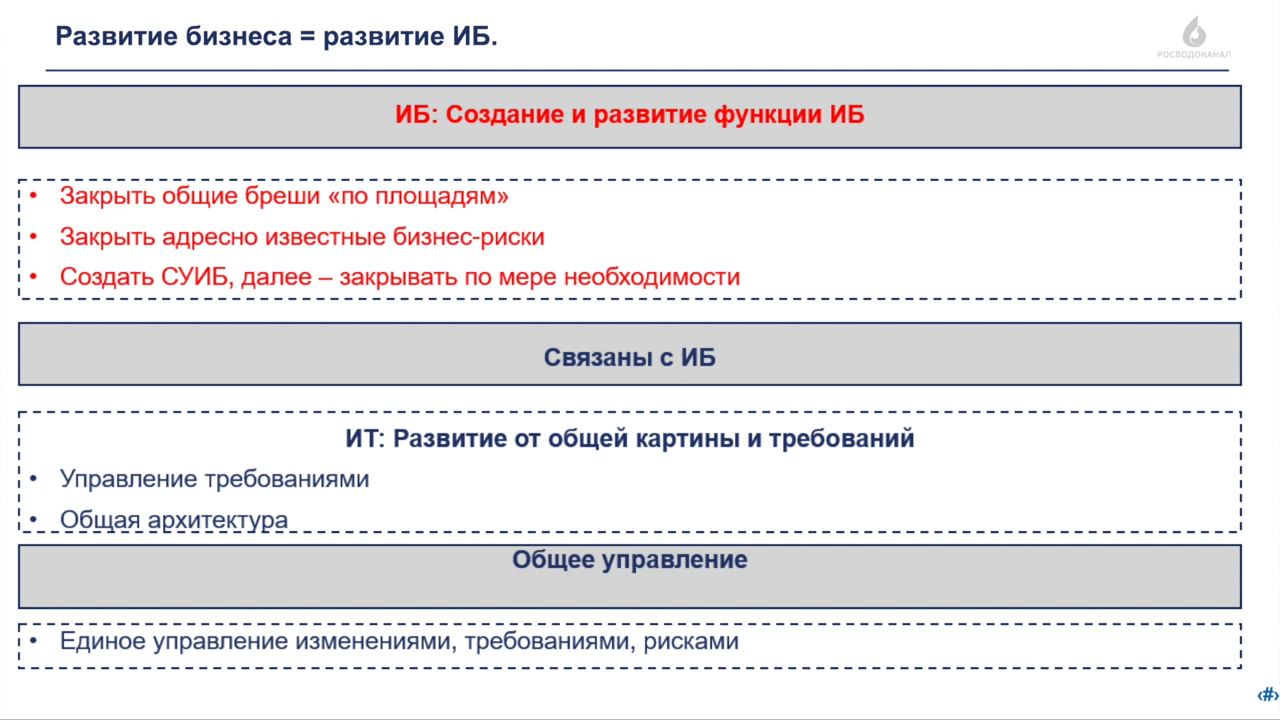 Развитие бизнеса = развитие ИБ.
РОСВОДОКАНАЛ
ИБ: Создание и развитие функции ИБ
• Закрыть общие бреши «по площадям»
• Закрыть адресно известные бизнес-риски
• Создать СУИБ, далее – закрывать по мере необходимости
Связаны с ИБ
ИТ: Развитие от общей картины и требований
• Управление требованиями
• Общая архитектура
Общее управление
• Единое управление изменениями, требованиями, рисками
‹#›